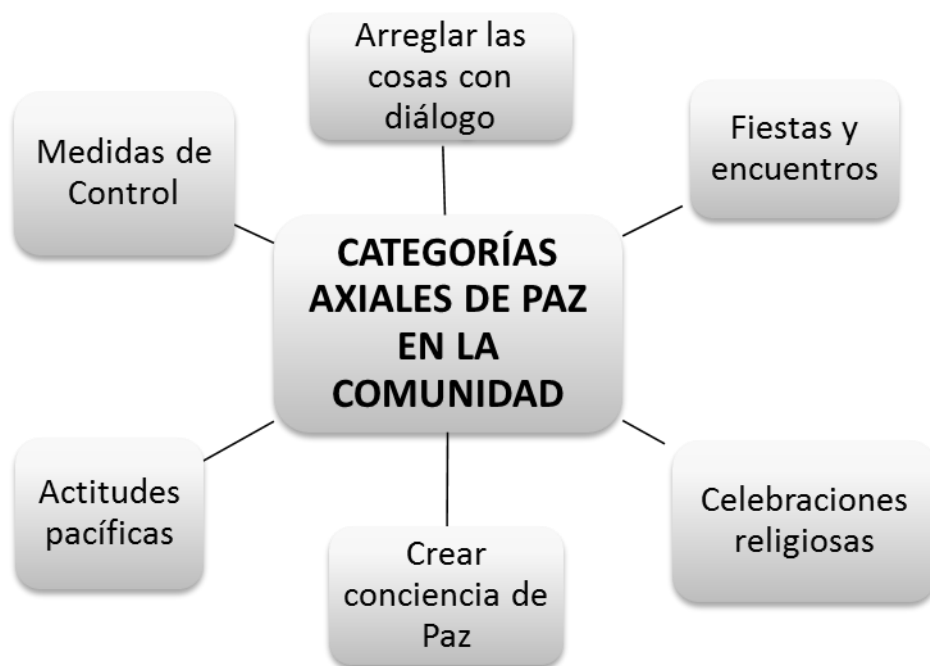 Arreglar las
cosas con
diálogo
Medidas de
Control
Fiestas y
encuentros
CATEGORÍAS
AXIALES DE PAZ
EN LA
COMUNIDAD
Actitudes
pacíficas
Crear
conciencia de
Paz
Celebraciones
religiosas